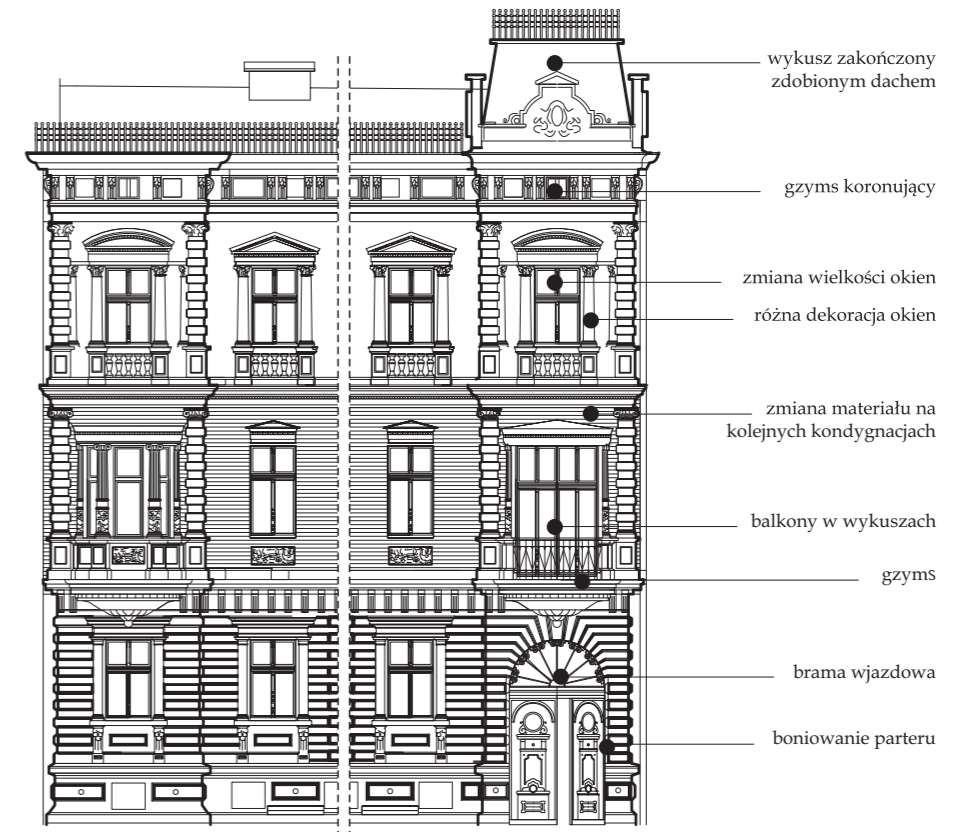 wykusz zakończony
zdobionym dachem
gzyms koronujący
zmiana wielkości okien
różna dekoracja okien
zmiana materiału na
kolejnych kondygnacjach
balkony w wykuszach
gzyms
brama wjazdowa
boniowanie parteru